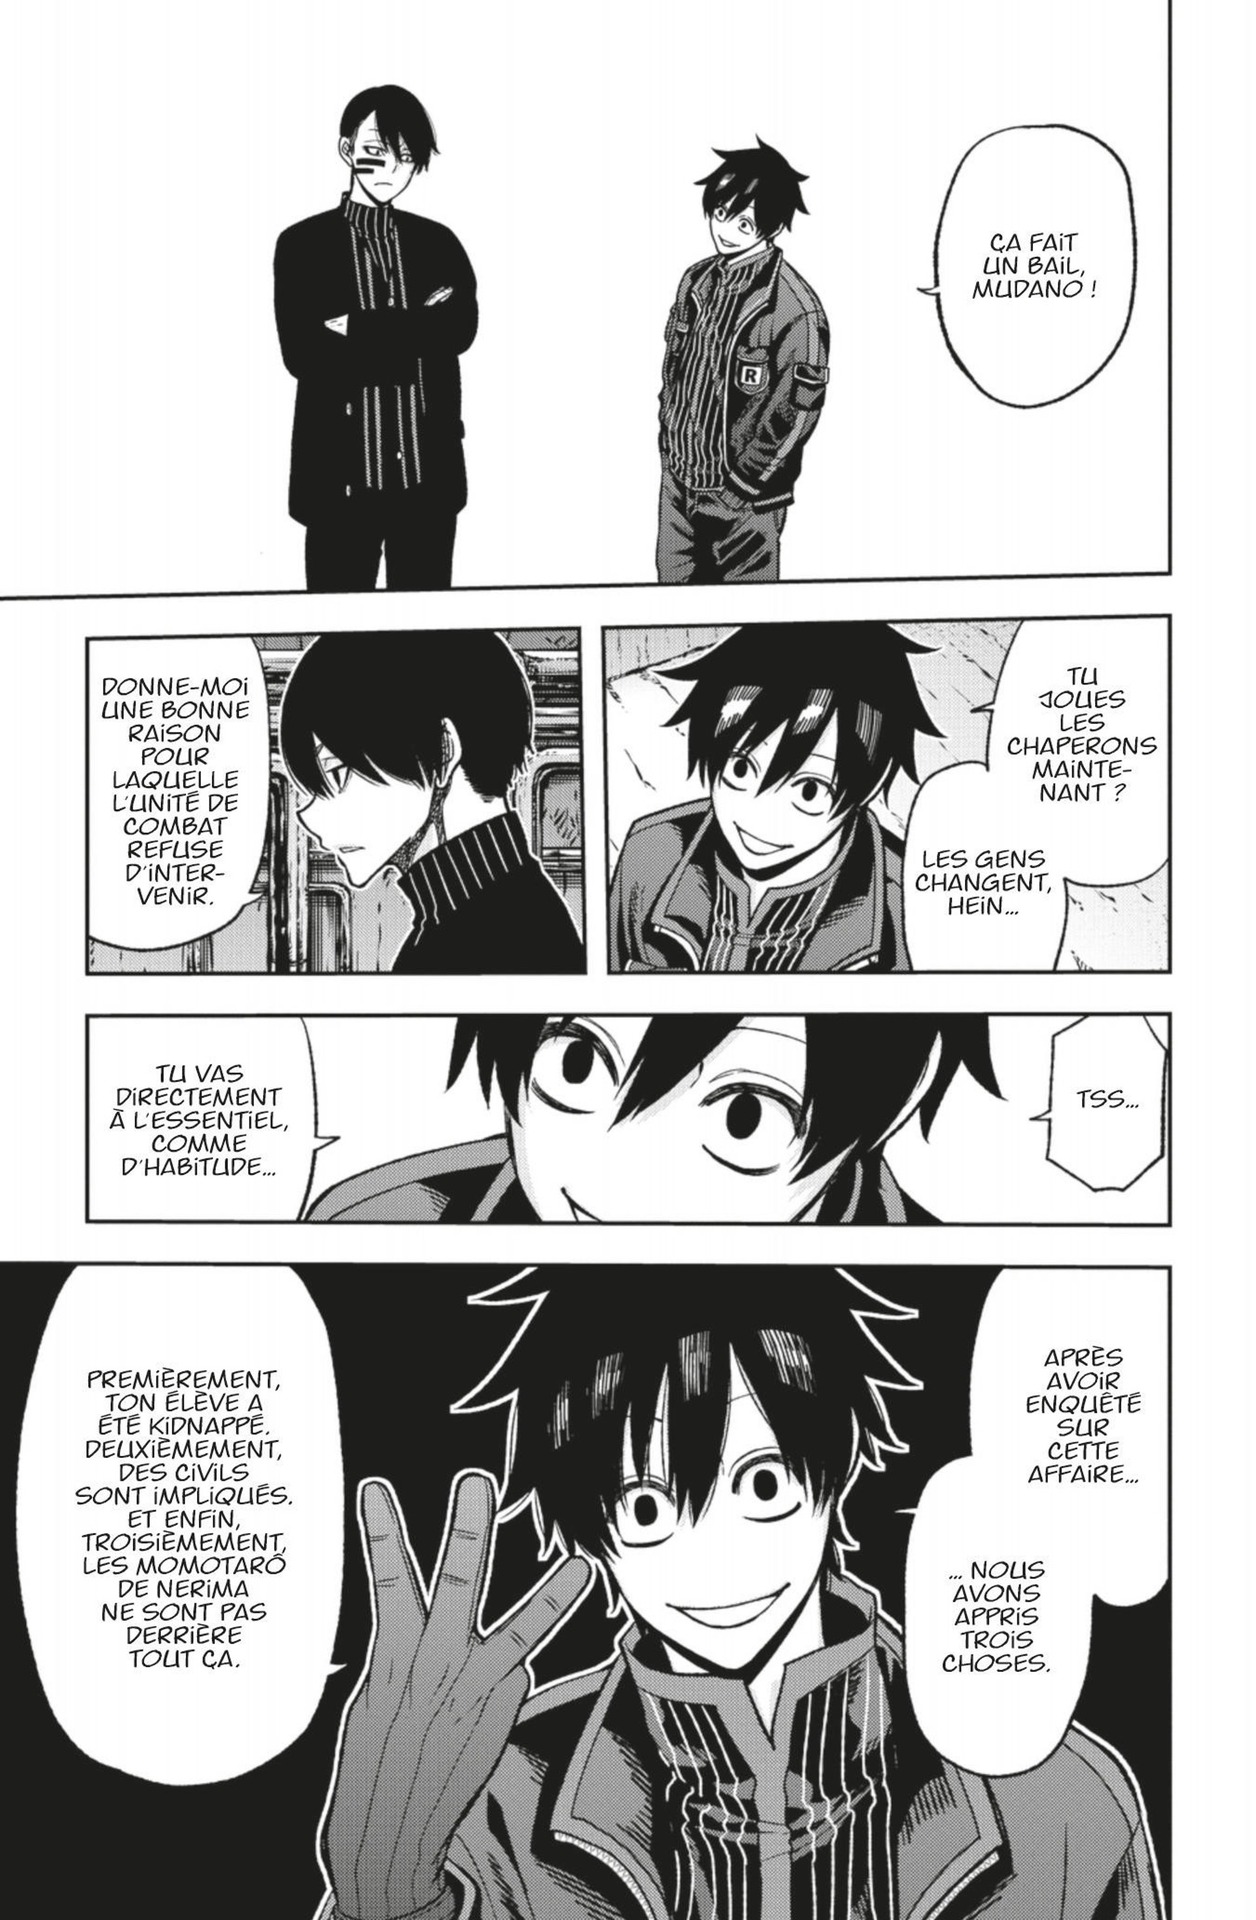 ÇA FAIT
UN BAIL,
MUDANO !
R
TU
JOUES
LES
CHAPERONS
MAINTE-
NANT ?
LES GENS
CHANGENT,
HEIN...
DONNE-MOI
UNE BONNE
RAISON
POUR
LAQUELLE
L'UNITÉ DE
COMBAT
REFUSE
D'INTER-
VENIR.
TSS...
TU VAS
DIRECTEMENT
À L'ESSENTIEL,
COMME
D'HABITUDE...
APRÈS
AVOIR
ENQUÊTÉ
SUR
CETTE
AFFAIRE...
... NOUS
AVONS
APPRIS
TROIS
CHOSES.
PREMIÈREMENT,
TON ÉLÈVE A
ÉTÉ KIDNAPPÉ.
DEUXIÈMEMENT,
DES CIVILS
SONT IMPLIQUÉS.
ET ENFIN,
TROISIÈMEMENT,
LES MOMOTARÔ
DE NERIMA
NE SONT PAS
DERRIÈRE
TOUT ÇA.